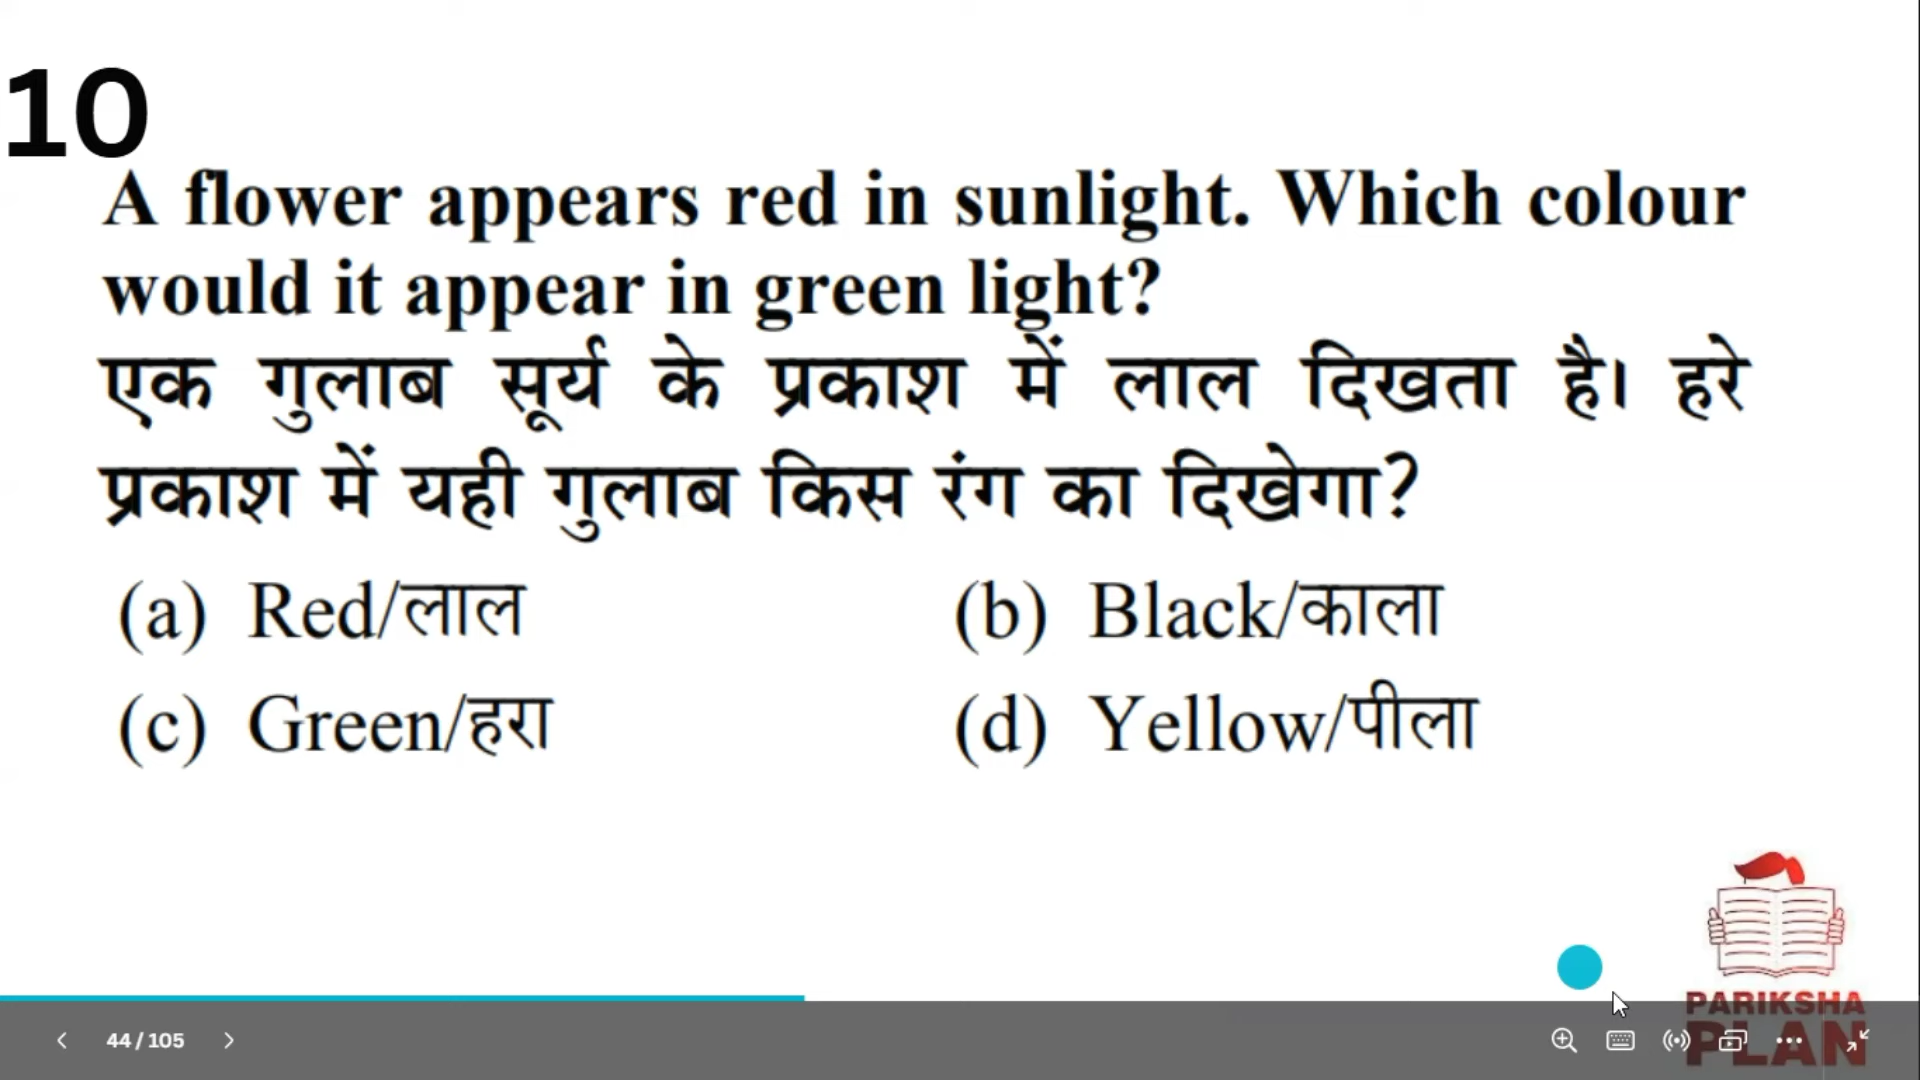 10
A flower appears red in sunlight. Which colour
would it appear in green light?
एक गुलाब सूर्य के प्रकाश में लाल दिखता है। हरे
प्रकाश में यही गुलाब किस रंग का दिखेगा?
(a) Red/लाल (b) Black/काला
(c) Green/हरा (d) Yellow/पीला
PARIKSHA
PLAN
44 / 105